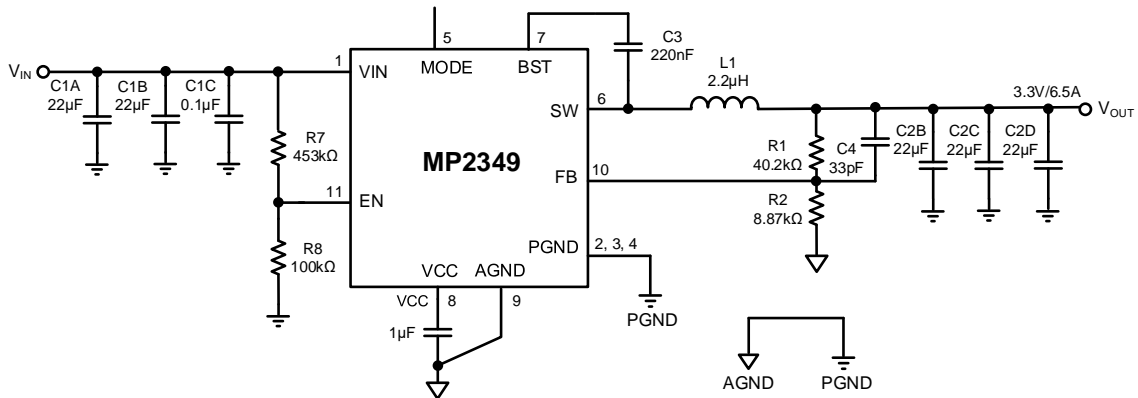 5
7
C3
220nF
MODE
BST
V_IN
1
VIN
C1A
22µF
C1B
22µF
C1C
0.1µF
L1
2.2µH
SW
6
3.3V/6.5A
V_OUT
R7
453kΩ
MP2349
R1
40.2kΩ
C4
33pF
C2B
22µF
C2C
22µF
C2D
22µF
FB
10
11
EN
R2
8.87kΩ
R8
100kΩ
PGND
2, 3, 4
VCC
AGND
VCC
8
9
1µF
PGND
AGND
PGND